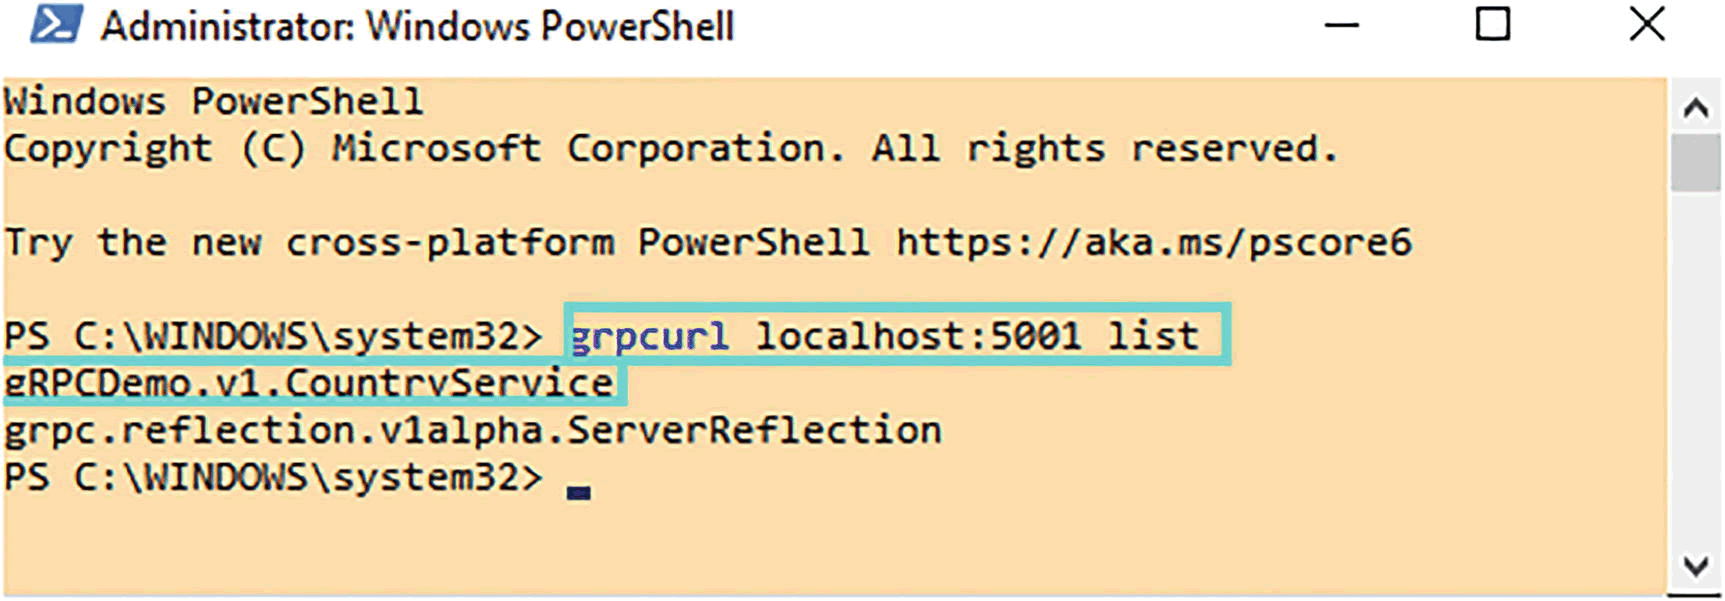 Administrator: Windows PowerShell
Windows PowerShell
Copyright (C) Microsoft Corporation. All rights reserved.
Try the new cross-platform PowerShell https://aka.ms/pscore6
PS C:\WINDOWS\system32> grpcurl localhost:5001 list
gRPCDemo.v1.CountryService
grpc.reflection.v1alpha.ServerReflection
PS C:\WINDOWS\system32>